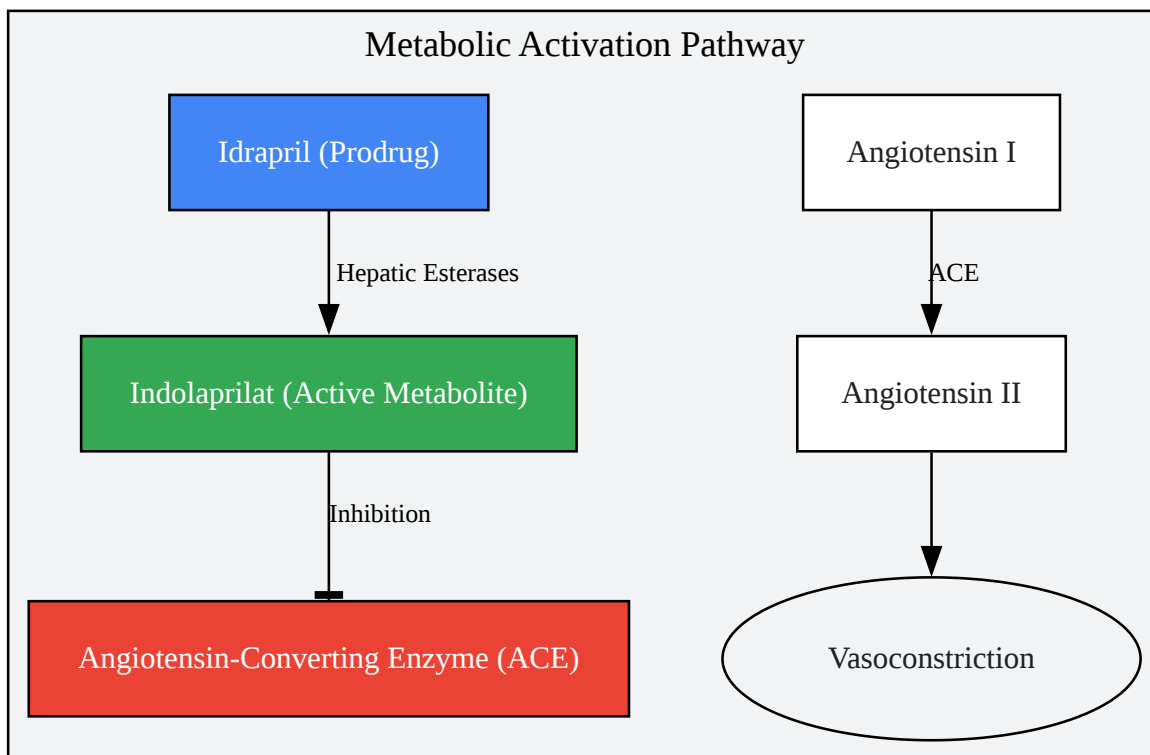 Metabolic Activation Pathway
Idrapril (Prodrug)
Hepatic Esterases
Indolaprilat (Active Metabolite)
Inhibition
Angiotensin-Converting Enzyme (ACE)
Angiotensin I
ACE
Angiotensin II
Vasoconstriction